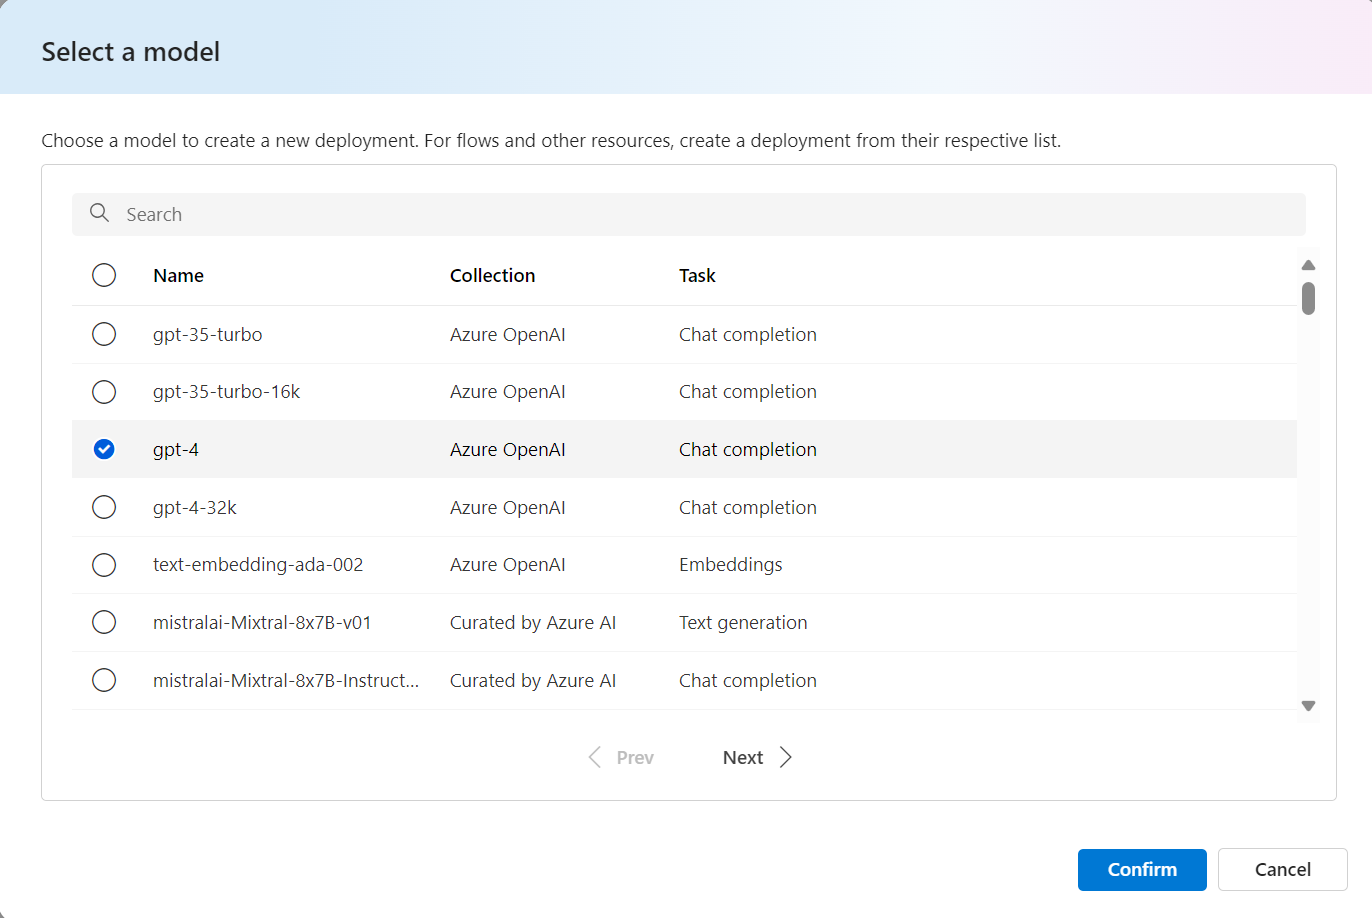 Select a model
Choose a model to create a new deployment. For flows and other resources, create a deployment from their respective list.
Search
Name Collection Task
gpt-35-turbo Azure OpenAI Chat completion
gpt-35-turbo-16k Azure OpenAI Chat completion
gpt-4 Azure OpenAI Chat completion
gpt-4-32k Azure OpenAI Chat completion
text-embedding-ada-002 Azure OpenAI Embeddings
mistralai-Mixtral-8x7B-v01 Curated by Azure AI Text generation
mistralai-Mixtral-8x7B-Instruct... Curated by Azure AI Chat completion
Prev Next
Confirm Cancel